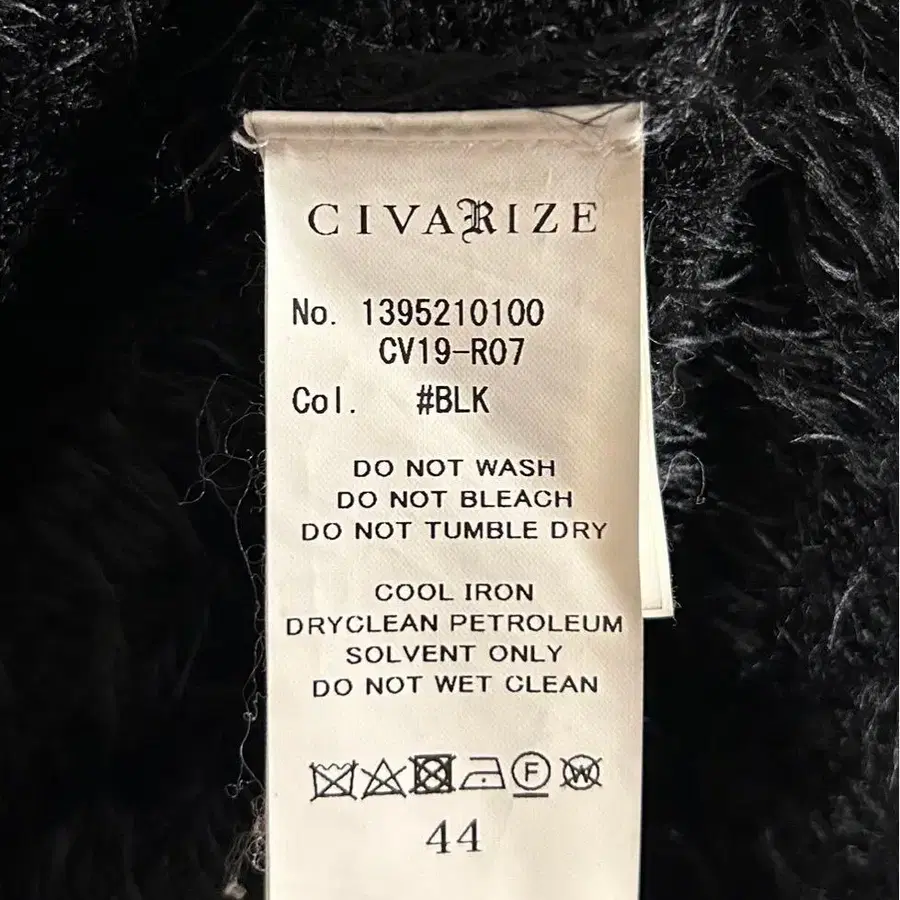 CIVARIZE
No. 1395210100
CV19-R07
Col. #BLK
DO NOT WASH
DO NOT BLEACH
DO NOT TUMBLE DRY
COOL IRON
DRYCLEAN PETROLEUM
SOLVENT ONLY
DO NOT WET CLEAN
F W
44